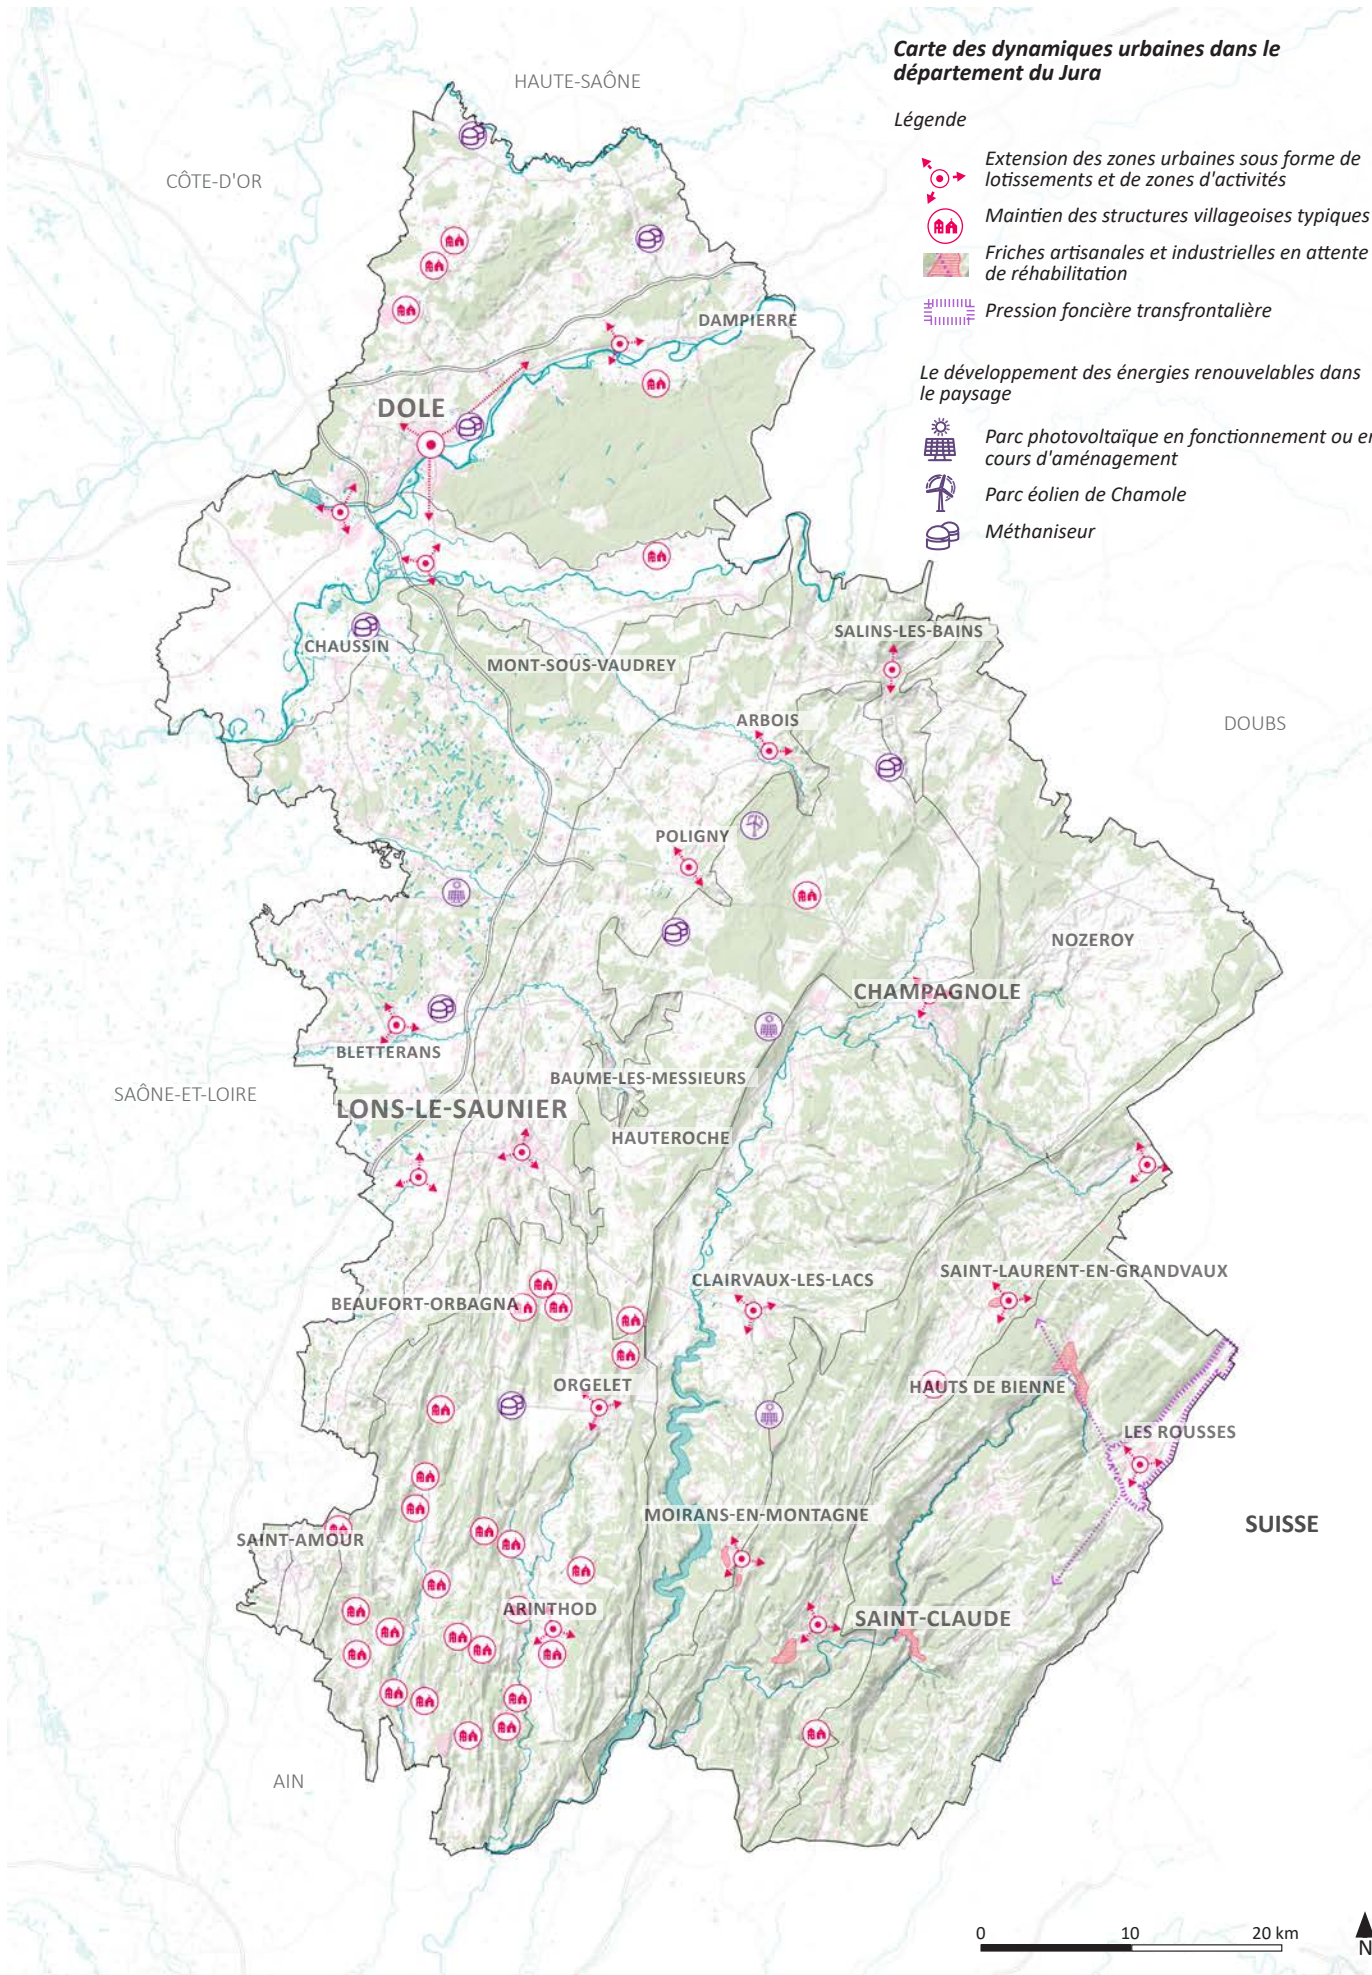 Carte des dynamiques urbaines dans le
département du Jura
Légende
Extension des zones urbaines sous forme de
lotissements et de zones d'activités
Maintien des structures villageoises typiques
Friches artisanales et industrielles en attente
de réhabilitation
Pression foncière transfrontalière
Le développement des énergies renouvelables dans
le paysage
Parc photovoltaïque en fonctionnement ou en
cours d'aménagement
Parc éolien de Chamole
Méthaniseur
HAUTE-SAÔNE
CÔTE-D'OR
DAMPIERRE
DOLE
CHAUSSIN
MONT-SOUS-VAUDREY
SALINS-LES-BAINS
ARBOIS
DOUBS
POLIGNY
NOZEROY
CHAMPAGNOLE
BLETTERANS
BAUME-LES-MESSIEURS
SAÔNE-ET-LOIRE
LONS-LE-SAUNIER
HAUTEROCHE
CLAIRVAUX-LES-LACS
SAINT-LAURENT-EN-GRANDVAUX
BEAUFORT-ORBAGNA
ORGELET
HAUTS DE BIENNE
LES ROUSSES
MOIRANS-EN-MONTAGNE
SUISSE
SAINT-AMOUR
ARINTHOD
SAINT-CLAUDE
AIN
0 10 20 km
N